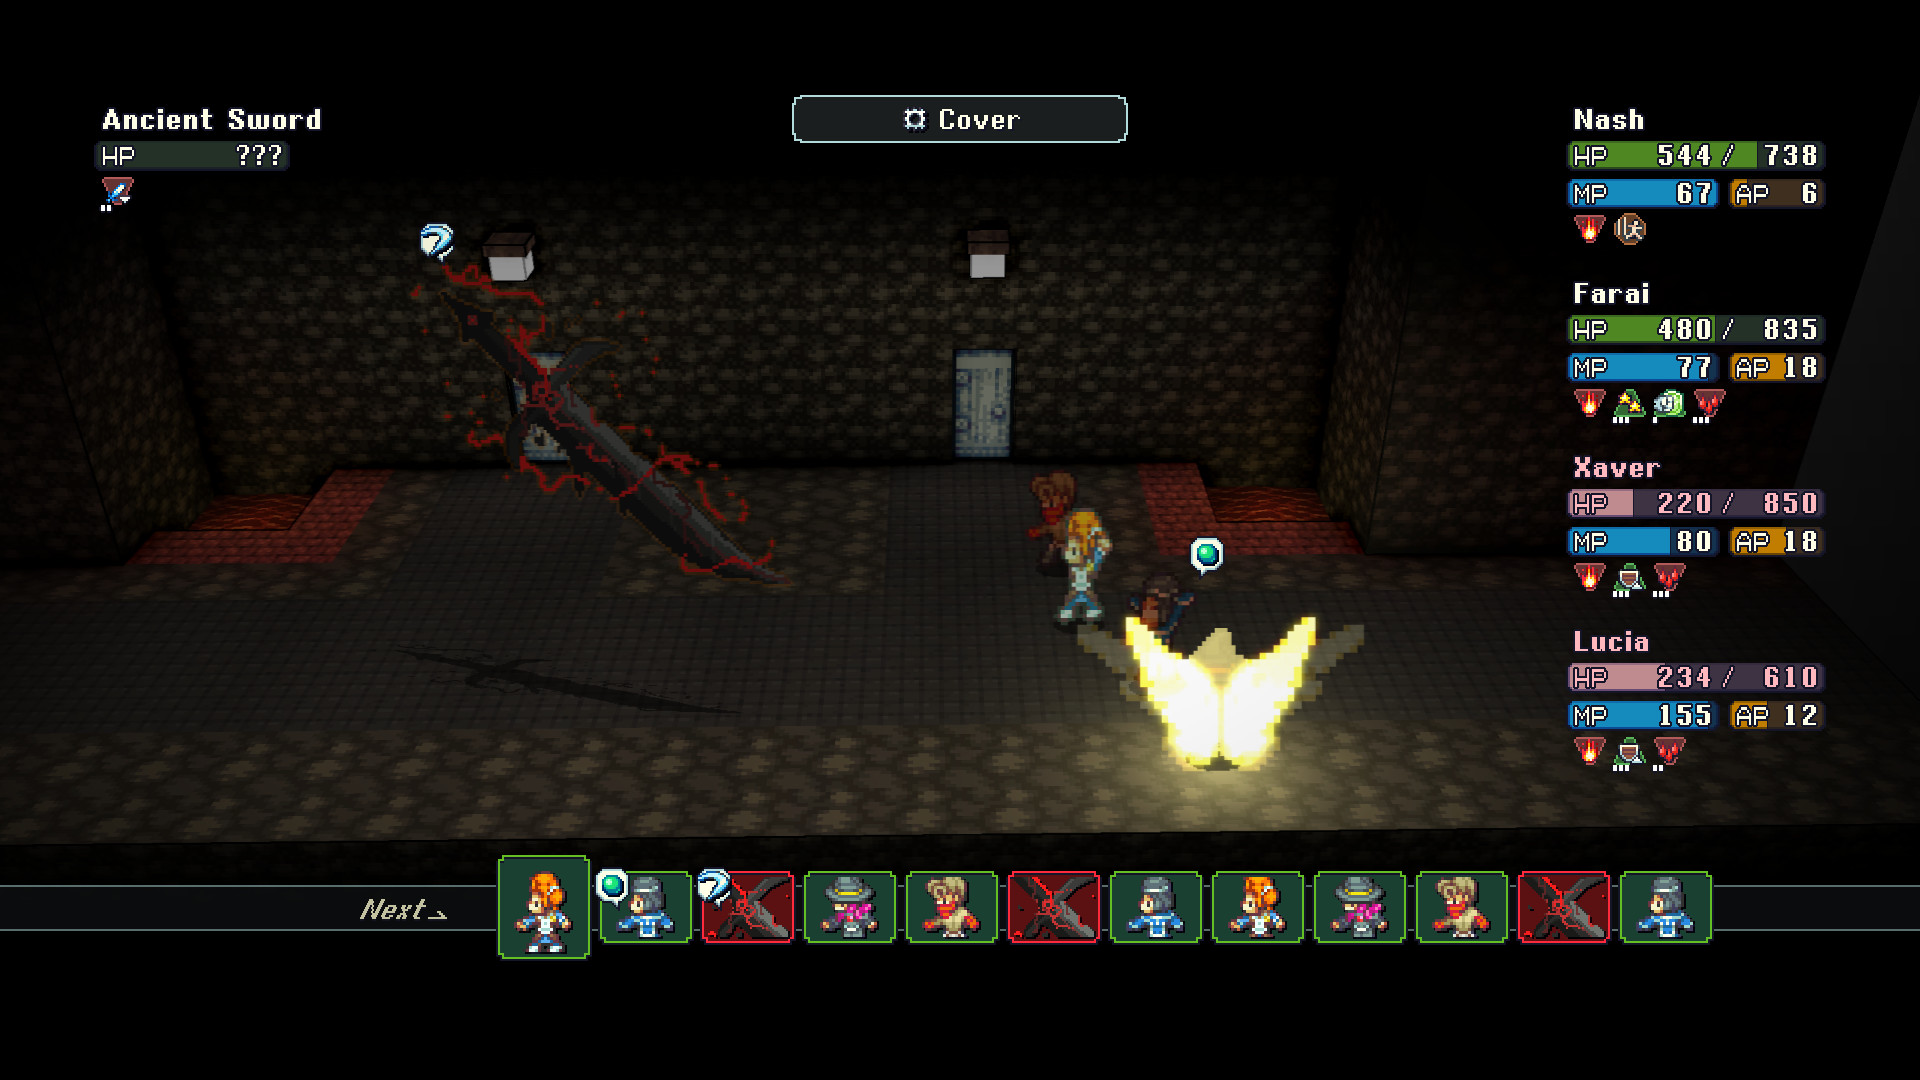 Ancient Sword
HP ???
Cover
Nash
HP 544 / 738
MP 67 AP 6
Farai
HP 480 / 835
MP 77 AP 18
Xaver
HP 220 / 850
MP 80 AP 18
Lucia
HP 234 / 610
MP 155 AP 12
Next